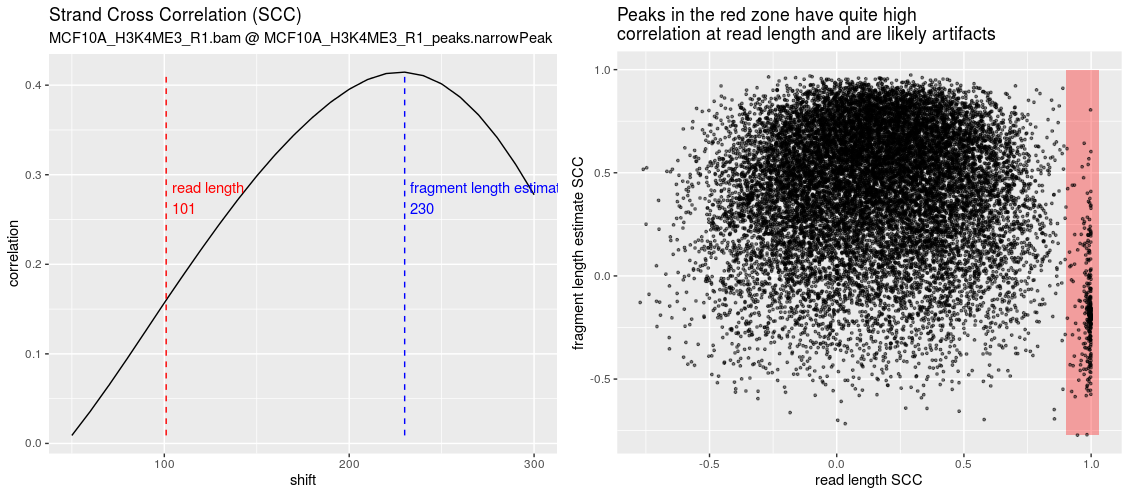 Strand Cross Correlation (SCC)
MCF10A_H3K4ME3_R1.bam @ MCF10A_H3K4ME3_R1_peaks.narrowPeak
correlation
0.4
0.3
0.2
0.1
0.0
read length
101
fragment length estimat
230
100
200
300
shift
Peaks in the red zone have quite high
correlation at read length and are likely artifacts
fragment length estimate SCC
1.0
0.5
0.0
-0.5
-0.5
0.0
0.5
1.0
read length SCC